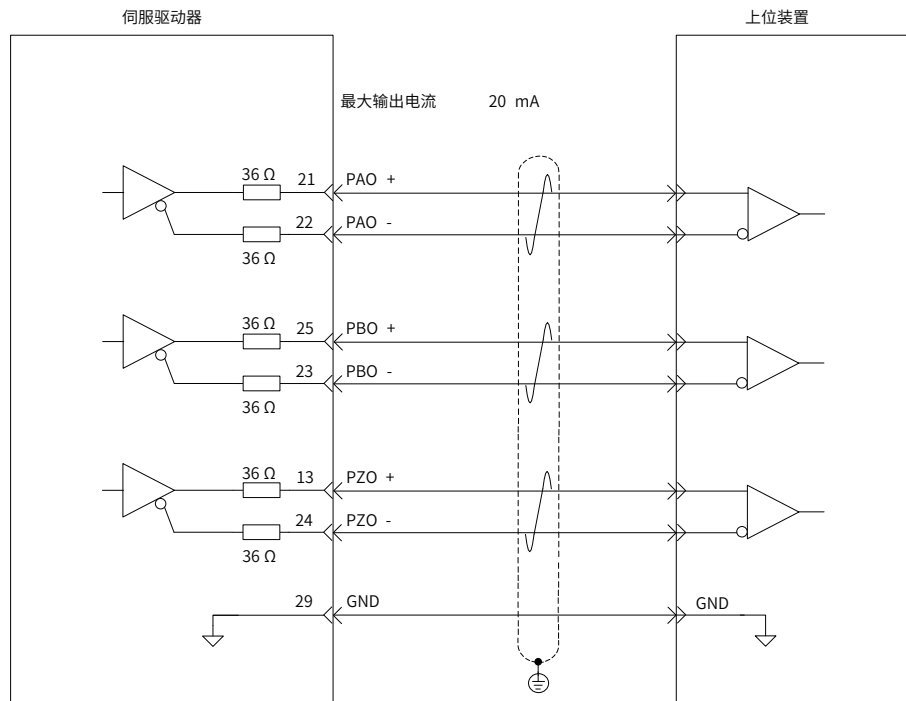 伺服驱动器
上位装置
最大输出电流 20 mA
36 Ω
21
PAO +
22
PAO -
36 Ω
36 Ω
25
PBO +
23
PBO -
36 Ω
36 Ω
13
PZO +
24
PZO -
36 Ω
29
GND
GND